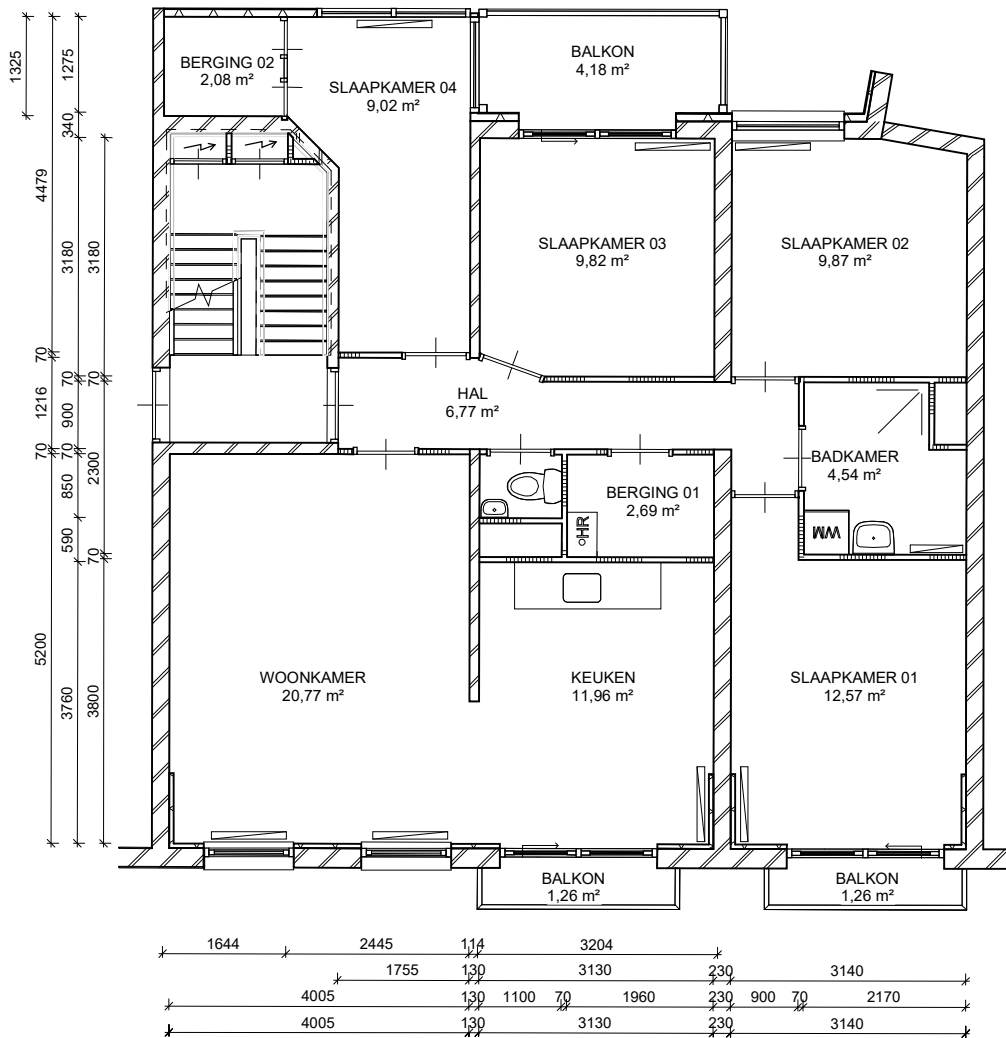 BERGING 02
2,08 m²
SLAAPKAMER 04
9,02 m²
BALKON
4,18 m²
SLAAPKAMER 03
9,82 m²
SLAAPKAMER 02
9,87 m²
HAL
6,77 m²
BADKAMER
4,54 m²
BERGING 01
2,69 m²
HR
WM
WOONKAMER
20,77 m²
KEUKEN
11,96 m²
SLAAPKAMER 01
12,57 m²
BALKON
1,26 m²
BALKON
1,26 m²
1325
4479
70
1216
70
5200
1275
340
3180
70
900
70
850
590
3760
3180
70
2300
70
3800
1644 2445 114 3204
1755 130 3130 230 3140
4005 130 1100 70 1960 230 900 70 2170
4005 130 3130 230 3140